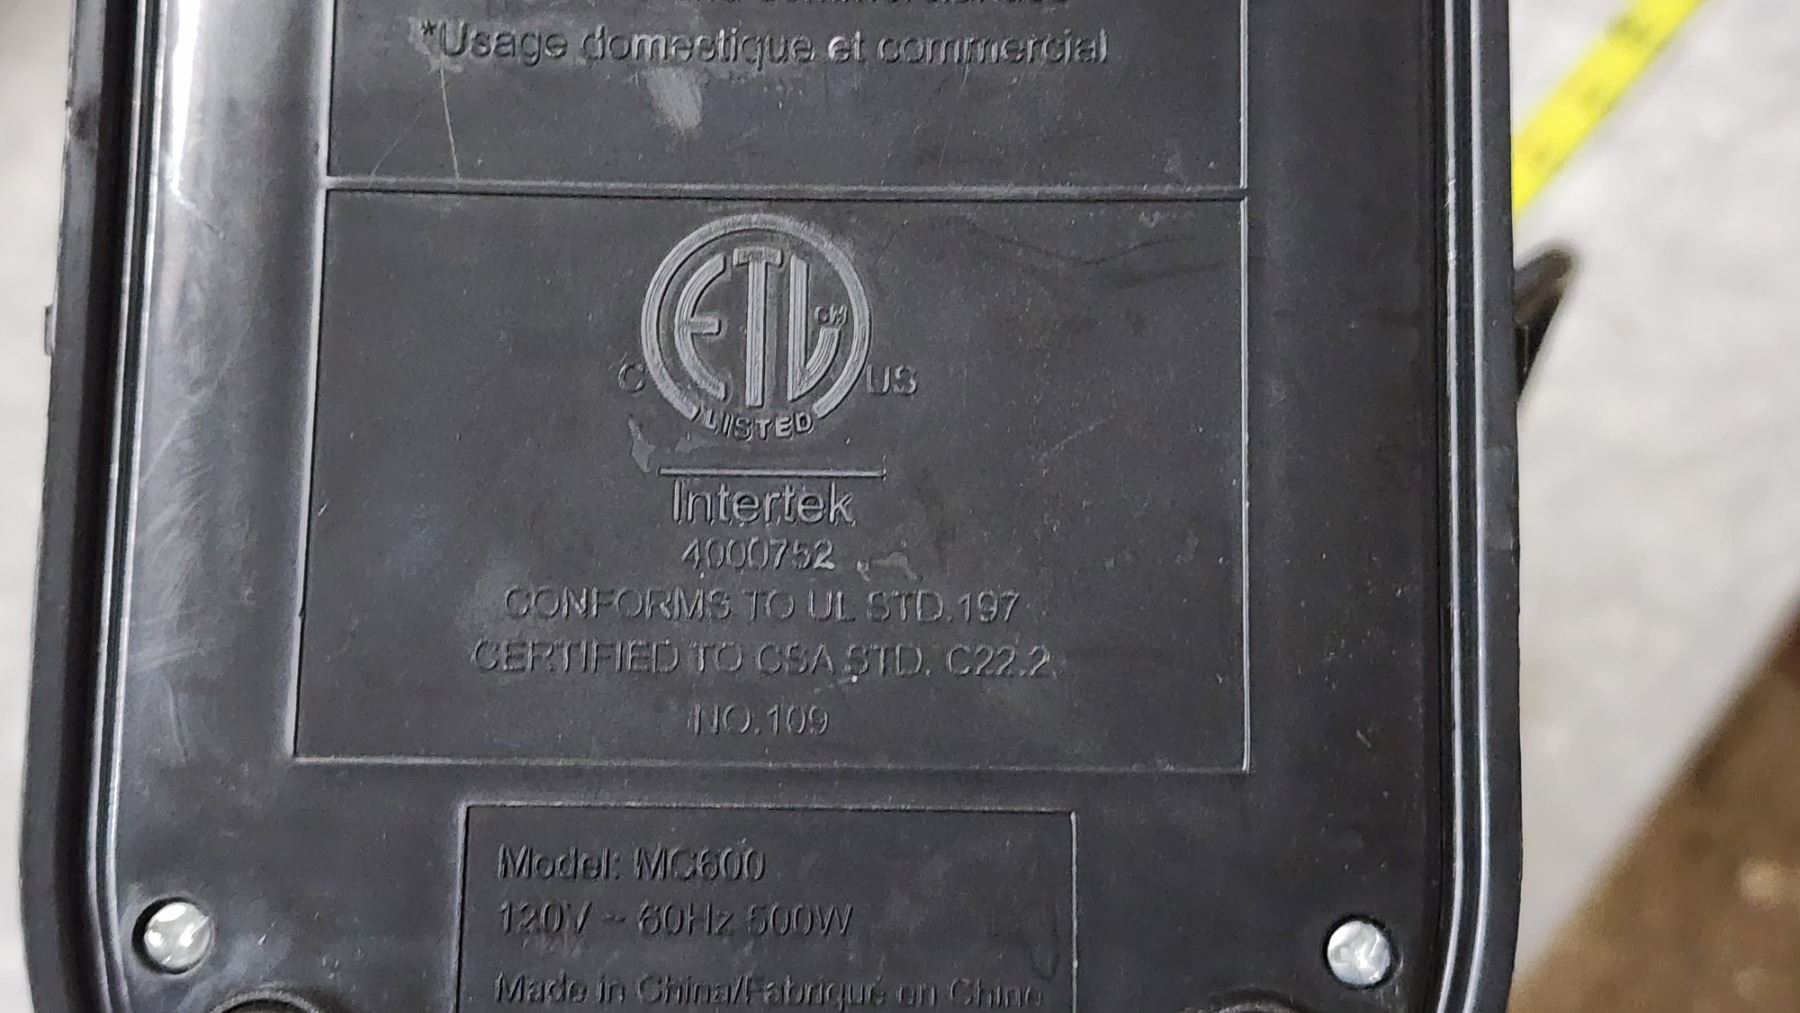 *Usage domestique et commercial
ETL
CM
C
US
LISTED
Intertek
4000752
CONFORMS TO UL STD.197
CERTIFIED TO CSA STD. C22.2
NO.109
Model: MC600
120V ~ 60Hz 500W
Made in China/Fabriqué en Chine